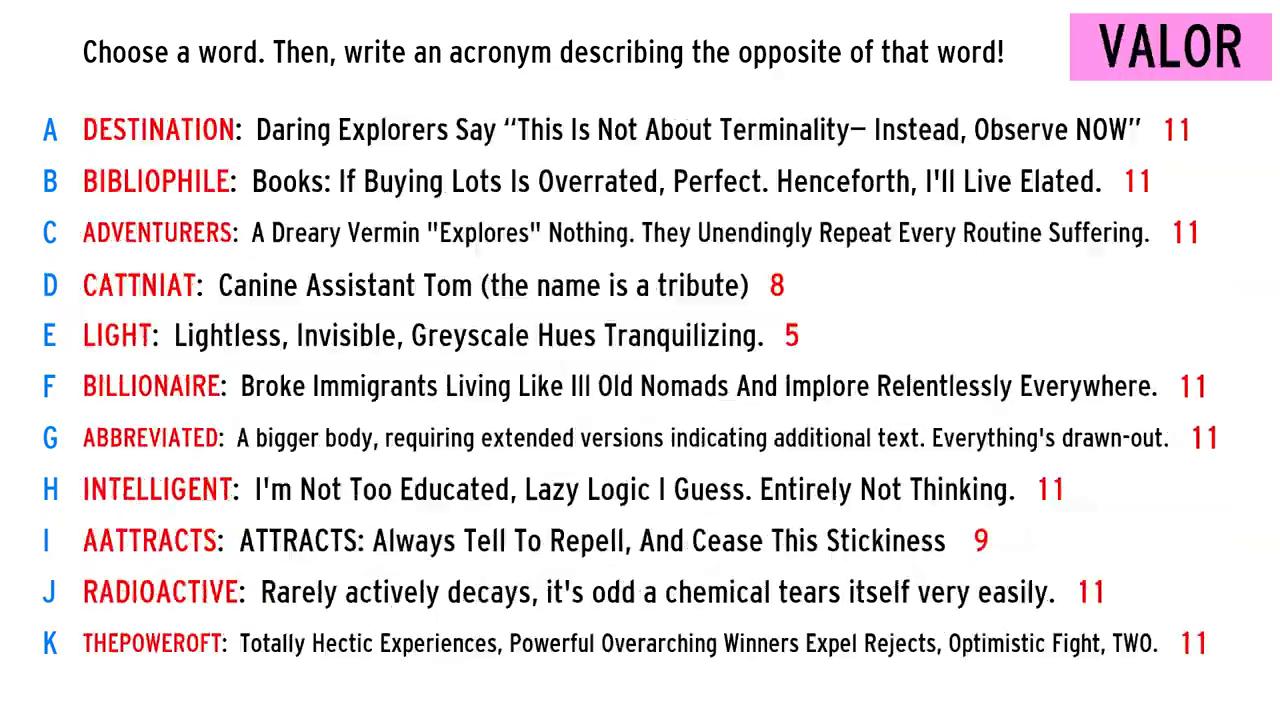 Choose a word. Then, write an acronym describing the opposite of that word!
VALOR
A DESTINATION: Daring Explorers Say “This Is Not About Terminality— Instead, Observe NOW” 11
B BIBLIOPHILE: Books: If Buying Lots Is Overrated, Perfect. Henceforth, I'll Live Elated. 11
C ADVENTURERS: A Dreary Vermin "Explores" Nothing. They Unendingly Repeat Every Routine Suffering. 11
D CATTNIAT: Canine Assistant Tom (the name is a tribute) 8
E LIGHT: Lightless, Invisible, Greyscale Hues Tranquilizing. 5
F BILLIONAIRE: Broke Immigrants Living Like Ill Old Nomads And Implore Relentlessly Everywhere. 11
G ABBREVIATED: A bigger body, requiring extended versions indicating additional text. Everything's drawn-out. 11
H INTELLIGENT: I'm Not Too Educated, Lazy Logic I Guess. Entirely Not Thinking. 11
I AATTRACTS: ATTRACTS: Always Tell To Repell, And Cease This Stickiness 9
J RADIOACTIVE: Rarely actively decays, it's odd a chemical tears itself very easily. 11
K THEPOWEROFT: Totally Hectic Experiences, Powerful Overarching Winners Expel Rejects, Optimistic Fight, TWO. 11